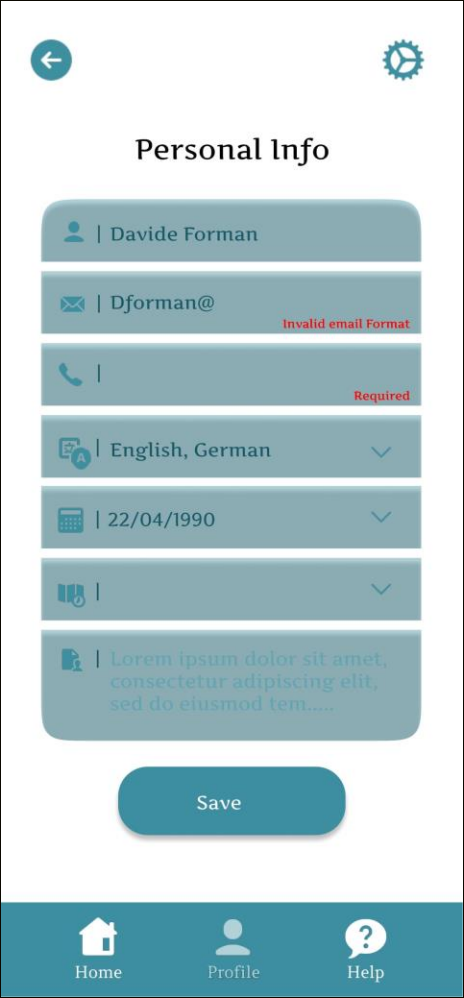 Personal Info
| Davide Forman
| Dforman@
Invalid email Format
|
Required
| English, German
| 22/04/1990
|
| Lorem ipsum dolor sit amet,
consectetur adipiscing elit,
sed do eiusmod tem.....
Save
Home Profile Help